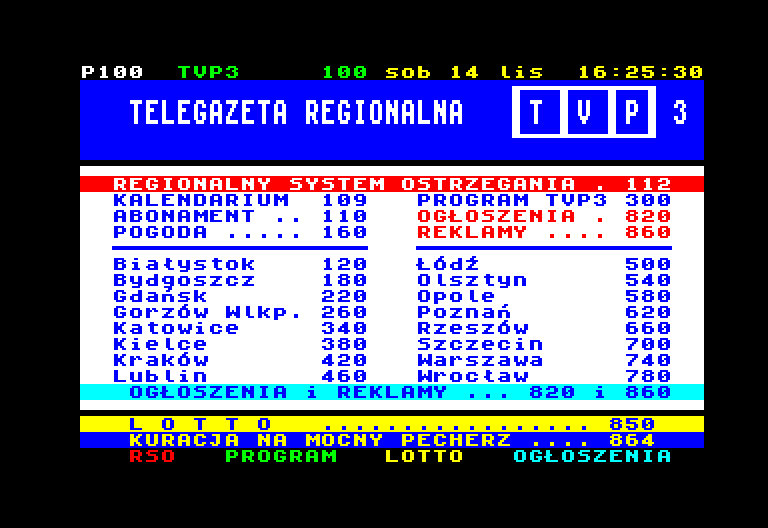 P100 TVP3 100 sob 14 lis 16:25:30
TELEGAZETA REGIONALNA T V P 3
REGIONALNY SYSTEM OSTRZEGANIA . 112
KALENDARIUM 109 PROGRAM TVP3 300
ABONAMENT .. 110 OGŁOSZENIA . 820
POGODA ..... 160 REKLAMY .... 860
Białystok 120 Łódź 500
Bydgoszcz 180 Olsztyn 540
Gdańsk 220 Opole 580
Gorzów Wlkp. 260 Poznań 620
Katowice 340 Rzeszów 660
Kielce 380 Szczecin 700
Kraków 420 Warszawa 740
Lublin 460 Wrocław 780
OGŁOSZENIA i REKLAMY ... 820 i 860
L O T T O ................. 850
KURACJA NA MOCNY PĘCHERZ .... 864
RSO PROGRAM LOTTO OGŁOSZENIA